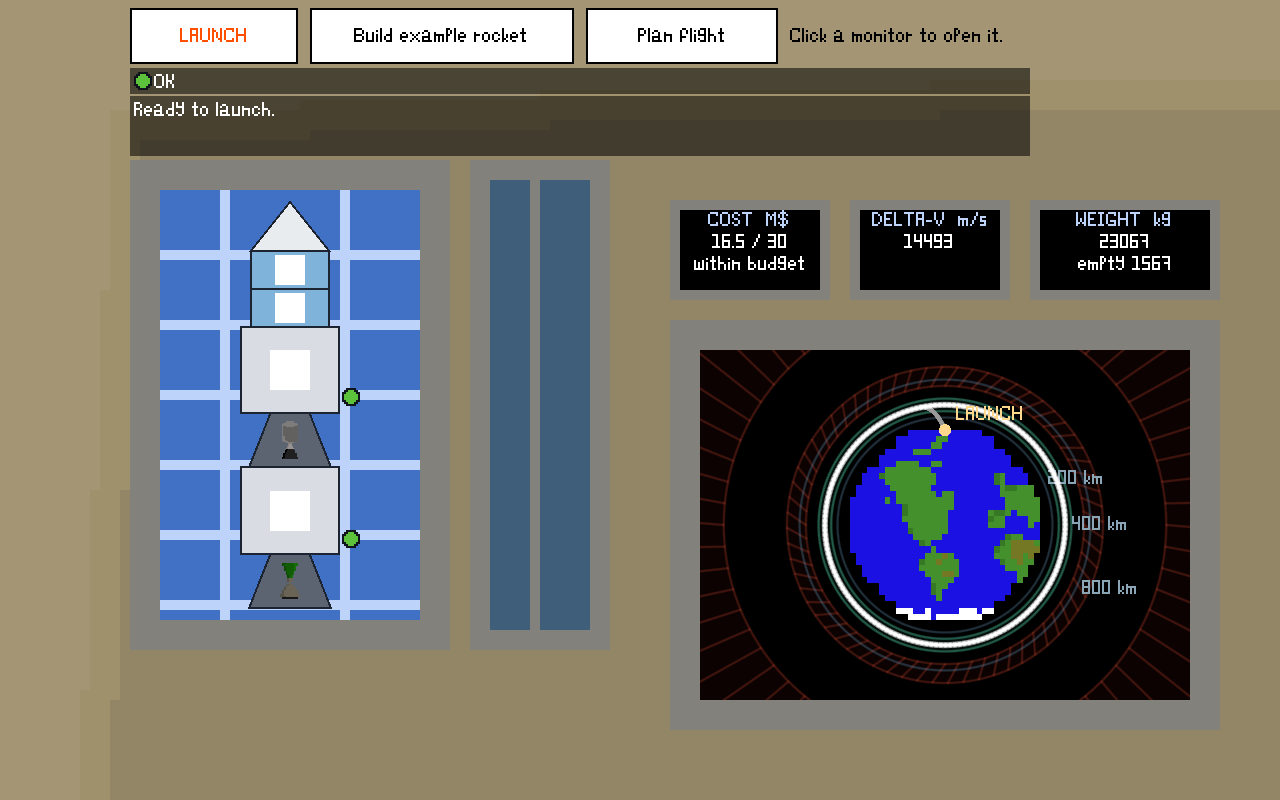 LAUNCH
Build example rocket
Plan flight
Click a monitor to open it.
OK
Ready to launch.
COST M$
16.5 / 30
within budget
DELTA-V m/s
14493
WEIGHT kg
23067
empty 1567
LAUNCH
200 km
400 km
800 km